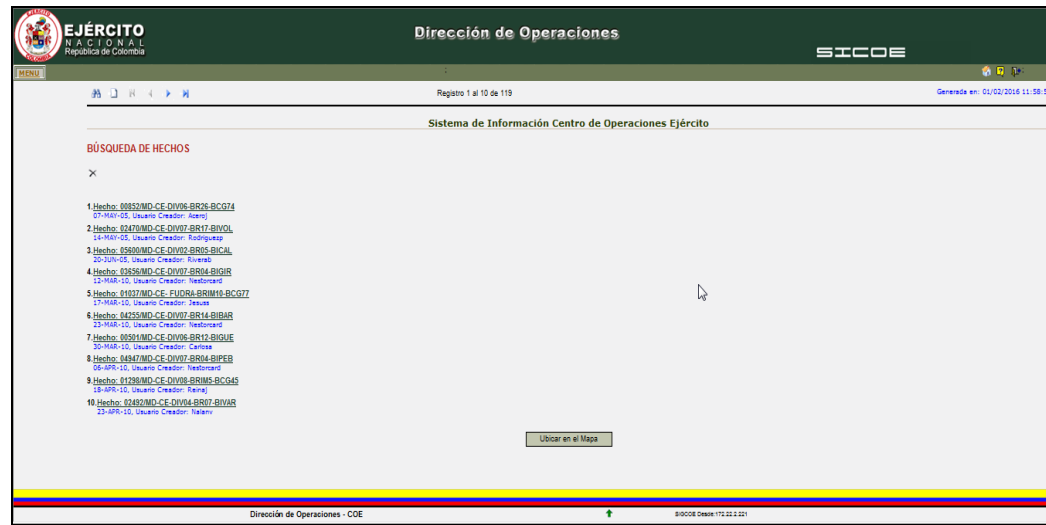 EJÉRCITO
NACIONAL
República de Colombia
Dirección de Operaciones
SICOE
MENU
Registro 1 al 10 de 119
Generada en: 01/02/2016 11:58:5
Sistema de Información Centro de Operaciones Ejército
BÚSQUEDA DE HECHOS
1.Hecho: 00852/MD-CE-DIV06-BR26-BCG74
07-MAY-05, Usuario Creador: Aceroj
2.Hecho: 02470/MD-CE-DIV07-BR17-BIVOL
14-MAY-05, Usuario Creador: Rodriguezp
3.Hecho: 05600/MD-CE-DIV02-BR05-BICAL
20-JUN-05, Usuario Creador: Riverab
4.Hecho: 03656/MD-CE-DIV07-BR04-BIGIR
12-MAR-10, Usuario Creador: Nestorcard
5.Hecho: 01037/MD-CE- FUDRA-BRIM10-BCG77
17-MAR-10, Usuario Creador: Jesuss
6.Hecho: 04255/MD-CE-DIV07-BR14-BIBAR
23-MAR-10, Usuario Creador: Nestorcard
7.Hecho: 00501/MD-CE-DIV06-BR12-BIGUE
30-MAR-10, Usuario Creador: Carlosa
8.Hecho: 04947/MD-CE-DIV07-BR04-BIPEB
06-APR-10, Usuario Creador: Nestorcard
9.Hecho: 01298/MD-CE-DIV08-BRIM5-BCG45
18-APR-10, Usuario Creador: Reinaj
10.Hecho: 02492/MD-CE-DIV04-BR07-BIVAR
23-APR-10, Usuario Creador: Nalanv
Ubicar en el Mapa
Dirección de Operaciones - COE
SIGCOE Desde:172.22.2.221